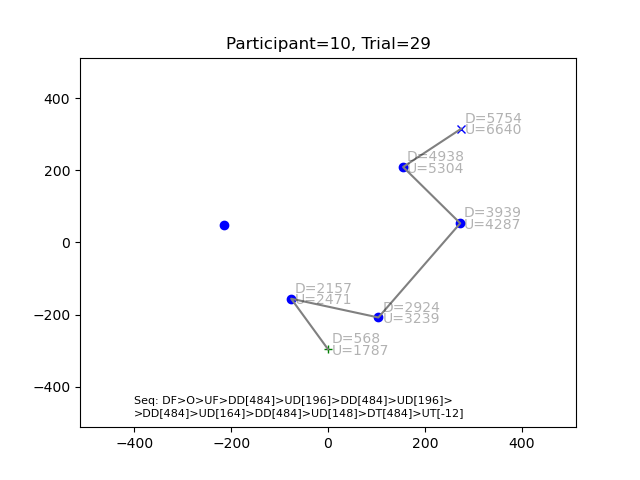 Participant=10, Trial=29
D=5754
U=6640
D=4938
U=5304
D=3939
U=4287
D=2157
U=2471
D=2924
U=3239
D=568
U=1787
Seq: DF>O>UF>DD[484]>UD[196]>DD[484]>UD[196]>
>DD[484]>UD[164]>DD[484]>UD[148]>DT[484]>UT[-12]
400
200
0
−200
−400
−400 −200 0 200 400